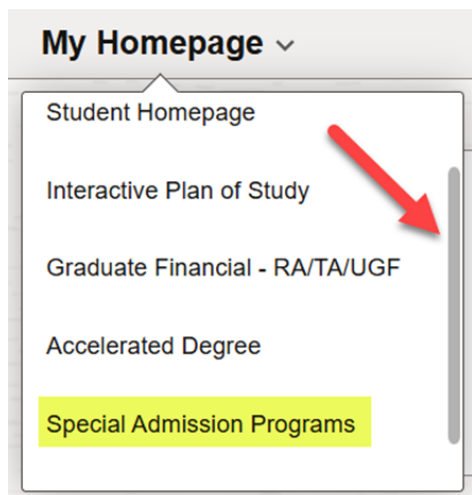 My Homepage
Student Homepage
Interactive Plan of Study
Graduate Financial - RA/TA/UGF
Accelerated Degree
Special Admission Programs